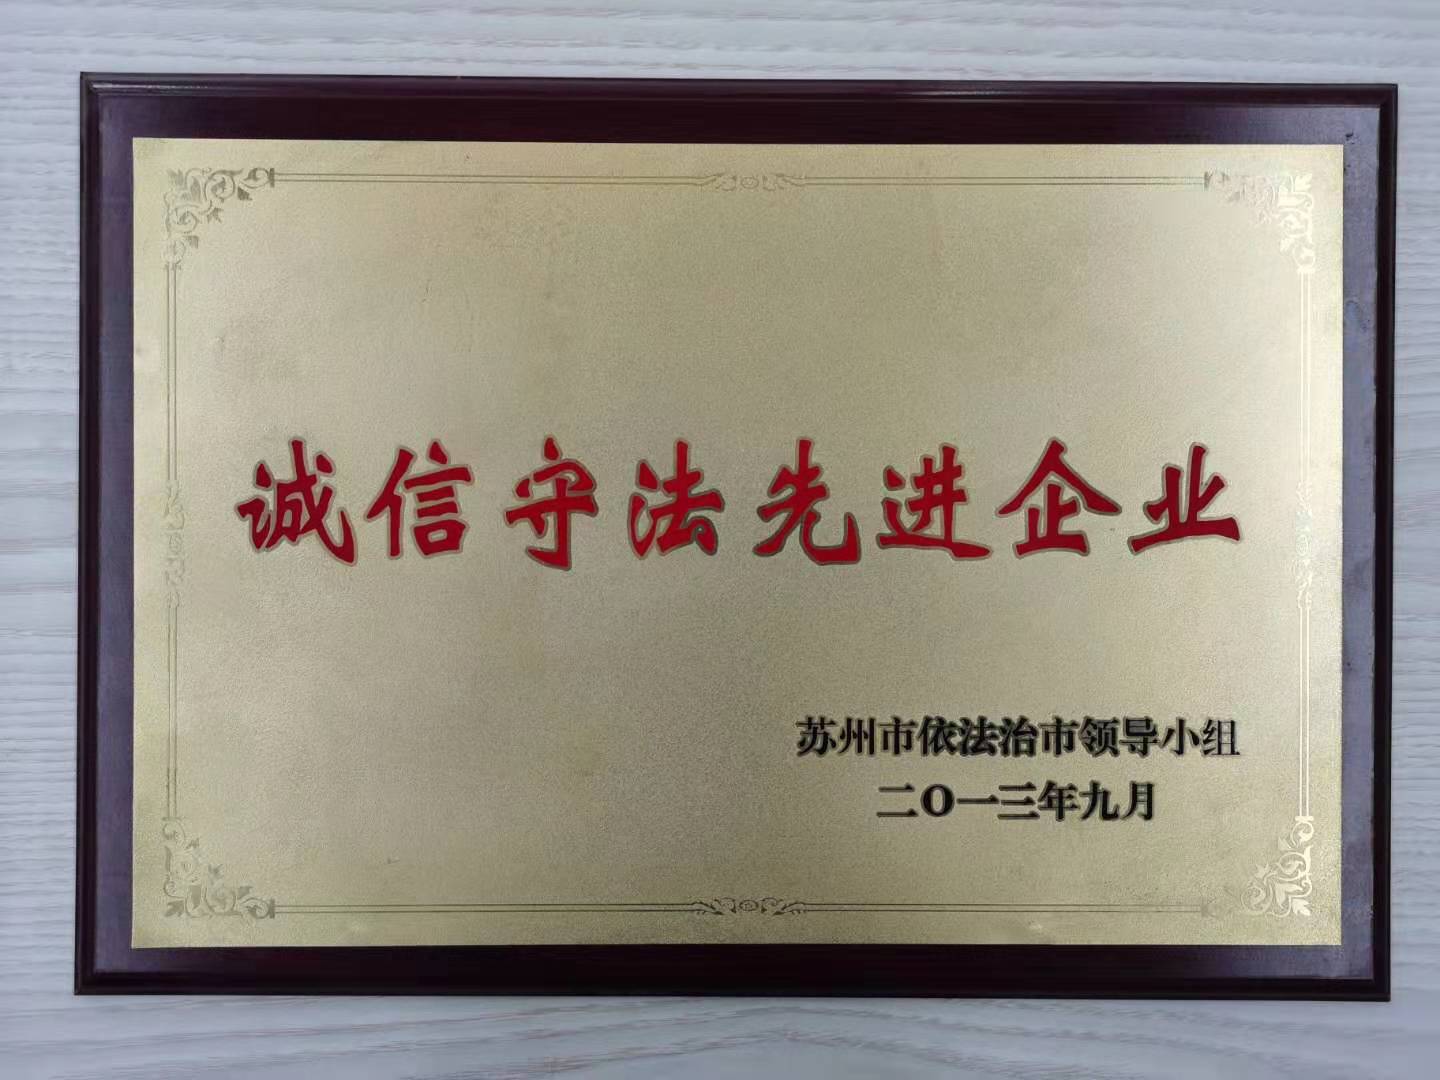 诚信守法先进企业
苏州市依法治市领导小组
二O一三年九月